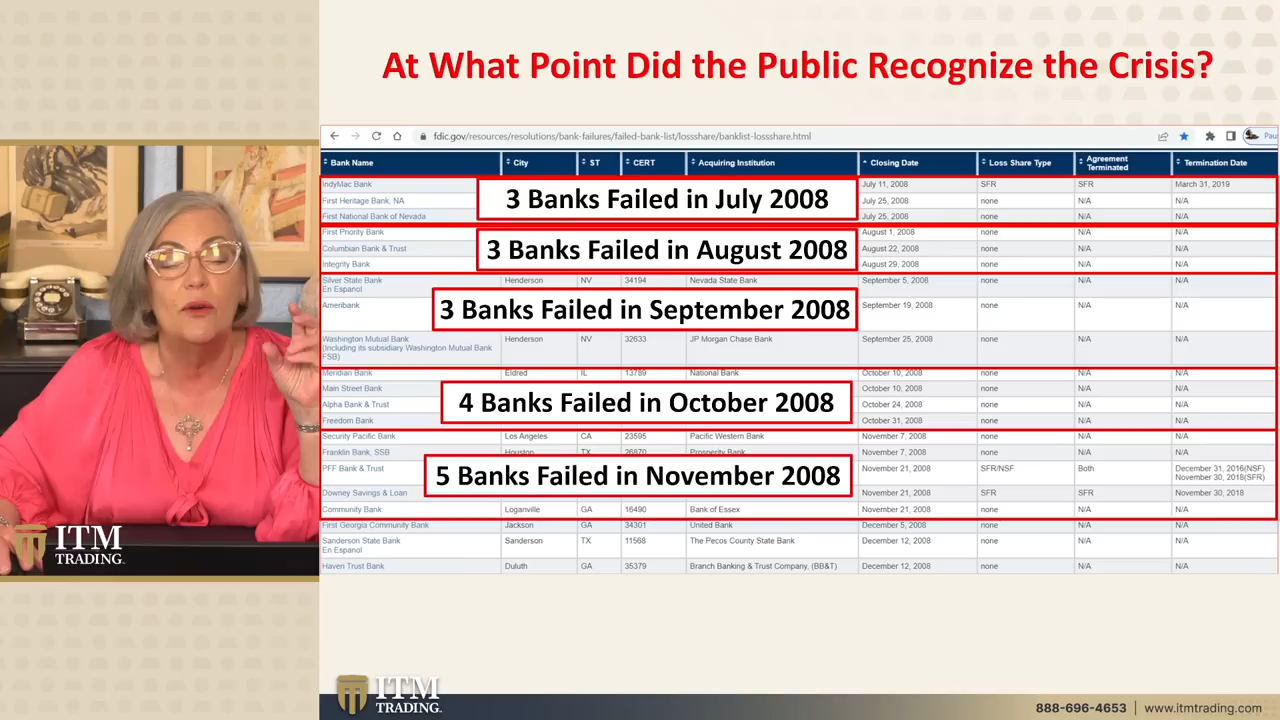 At What Point Did the Public Recognize the Crisis?
fdic.gov/resources/resolutions/bank-failures/failed-bank-list/lossshare/banklist-lossshare.html
Pau
Bank Name City ST CERT Acquiring Institution Closing Date Loss Share Type Agreement Terminated Termination Date
IndyMac Bank July 11, 2008 SFR SFR March 31, 2019
First Heritage Bank, NA July 25, 2008 none N/A N/A
First National Bank of Nevada July 25, 2008 none N/A N/A
3 Banks Failed in July 2008
First Priority Bank August 1, 2008 none N/A N/A
Columbian Bank & Trust August 22, 2008 none N/A N/A
Integrity Bank August 29, 2008 none N/A N/A
3 Banks Failed in August 2008
Silver State Bank Henderson NV 34194 Nevada State Bank September 5, 2008 none N/A N/A
En Espanol
Ameribank September 19, 2008 none N/A N/A
3 Banks Failed in September 2008
Washington Mutual Bank Henderson NV 32633 JP Morgan Chase Bank September 25, 2008 none N/A N/A
(Including its subsidiary Washington Mutual Bank
FSB)
Meridian Bank Eldred IL 13789 National Bank October 10, 2008 none N/A N/A
Main Street Bank October 10, 2008 none N/A N/A
Alpha Bank & Trust October 24, 2008 none N/A N/A
Freedom Bank October 31, 2008 none N/A N/A
4 Banks Failed in October 2008
Security Pacific Bank Los Angeles CA 23595 Pacific Western Bank November 7, 2008 none N/A N/A
Franklin Bank, SSB Houston TX 26870 Prosperity Bank November 7, 2008 none N/A N/A
PFF Bank & Trust November 21, 2008 SFR/NSF Both December 31, 2016(NSF)
November 30, 2018(SFR)
5 Banks Failed in November 2008
Downey Savings & Loan November 21, 2008 SFR SFR November 30, 2018
Community Bank Loganville GA 16490 Bank of Essex November 21, 2008 none N/A N/A
First Georgia Community Bank Jackson GA 34301 United Bank December 5, 2008 none N/A N/A
Sanderson State Bank Sanderson TX 11568 The Pecos County State Bank December 12, 2008 none N/A N/A
En Espanol
Haven Trust Bank Duluth GA 35379 Branch Banking & Trust Company, (BB&T) December 12, 2008 none N/A N/A
ITM
TRADING
ITM
TRADING
888-696-4653 | www.itmtrading.com